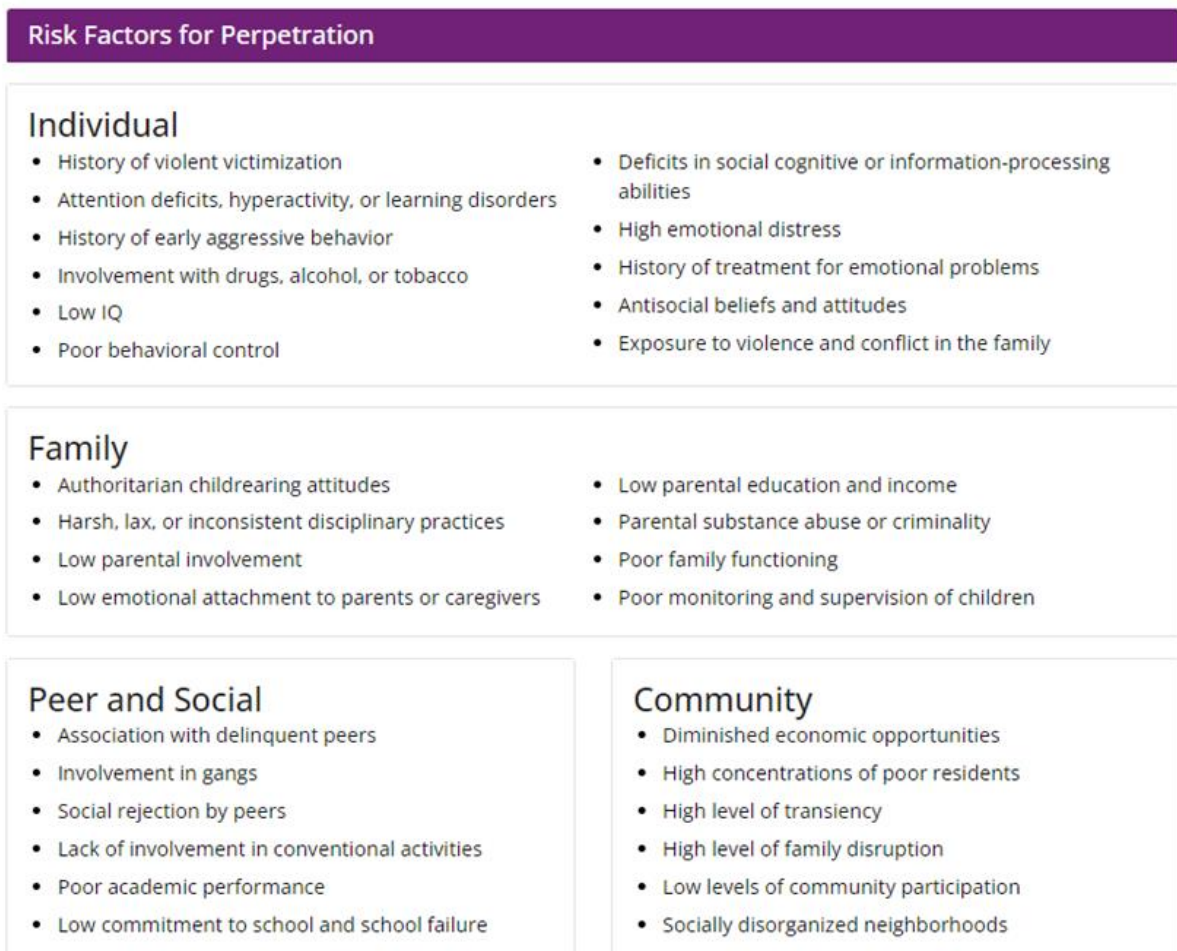 Risk Factors for Perpetration
Individual
• History of violent victimization
• Attention deficits, hyperactivity, or learning disorders
• History of early aggressive behavior
• Involvement with drugs, alcohol, or tobacco
• Low IQ
• Poor behavioral control
• Deficits in social cognitive or information-processing
abilities
• High emotional distress
• History of treatment for emotional problems
• Antisocial beliefs and attitudes
• Exposure to violence and conflict in the family
Family
• Authoritarian childrearing attitudes
• Harsh, lax, or inconsistent disciplinary practices
• Low parental involvement
• Low emotional attachment to parents or caregivers
• Low parental education and income
• Parental substance abuse or criminality
• Poor family functioning
• Poor monitoring and supervision of children
Peer and Social
• Association with delinquent peers
• Involvement in gangs
• Social rejection by peers
• Lack of involvement in conventional activities
• Poor academic performance
• Low commitment to school and school failure
Community
• Diminished economic opportunities
• High concentrations of poor residents
• High level of transiency
• High level of family disruption
• Low levels of community participation
• Socially disorganized neighborhoods